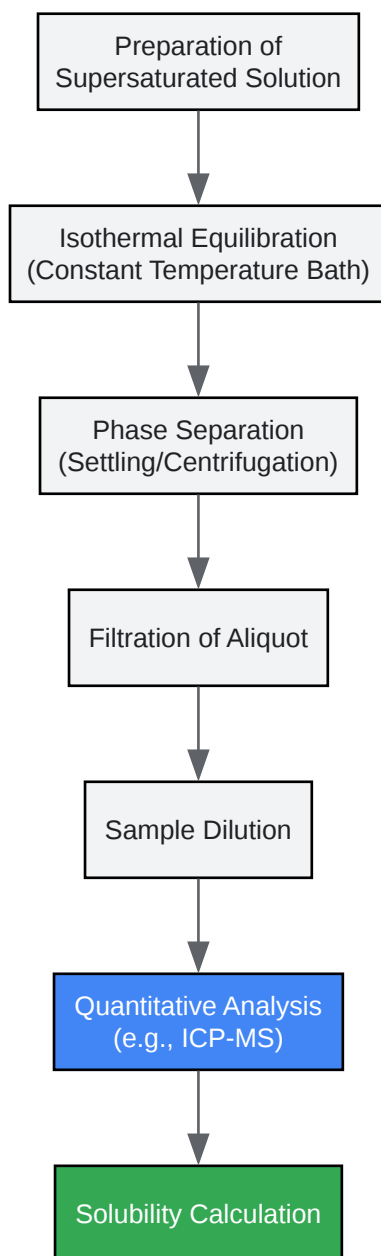 Preparation of
Supersaturated Solution
Isothermal Equilibration
(Constant Temperature Bath)
Phase Separation
(Settling/Centrifugation)
Filtration of Aliquot
Sample Dilution
Quantitative Analysis
(e.g., ICP-MS)
Solubility Calculation